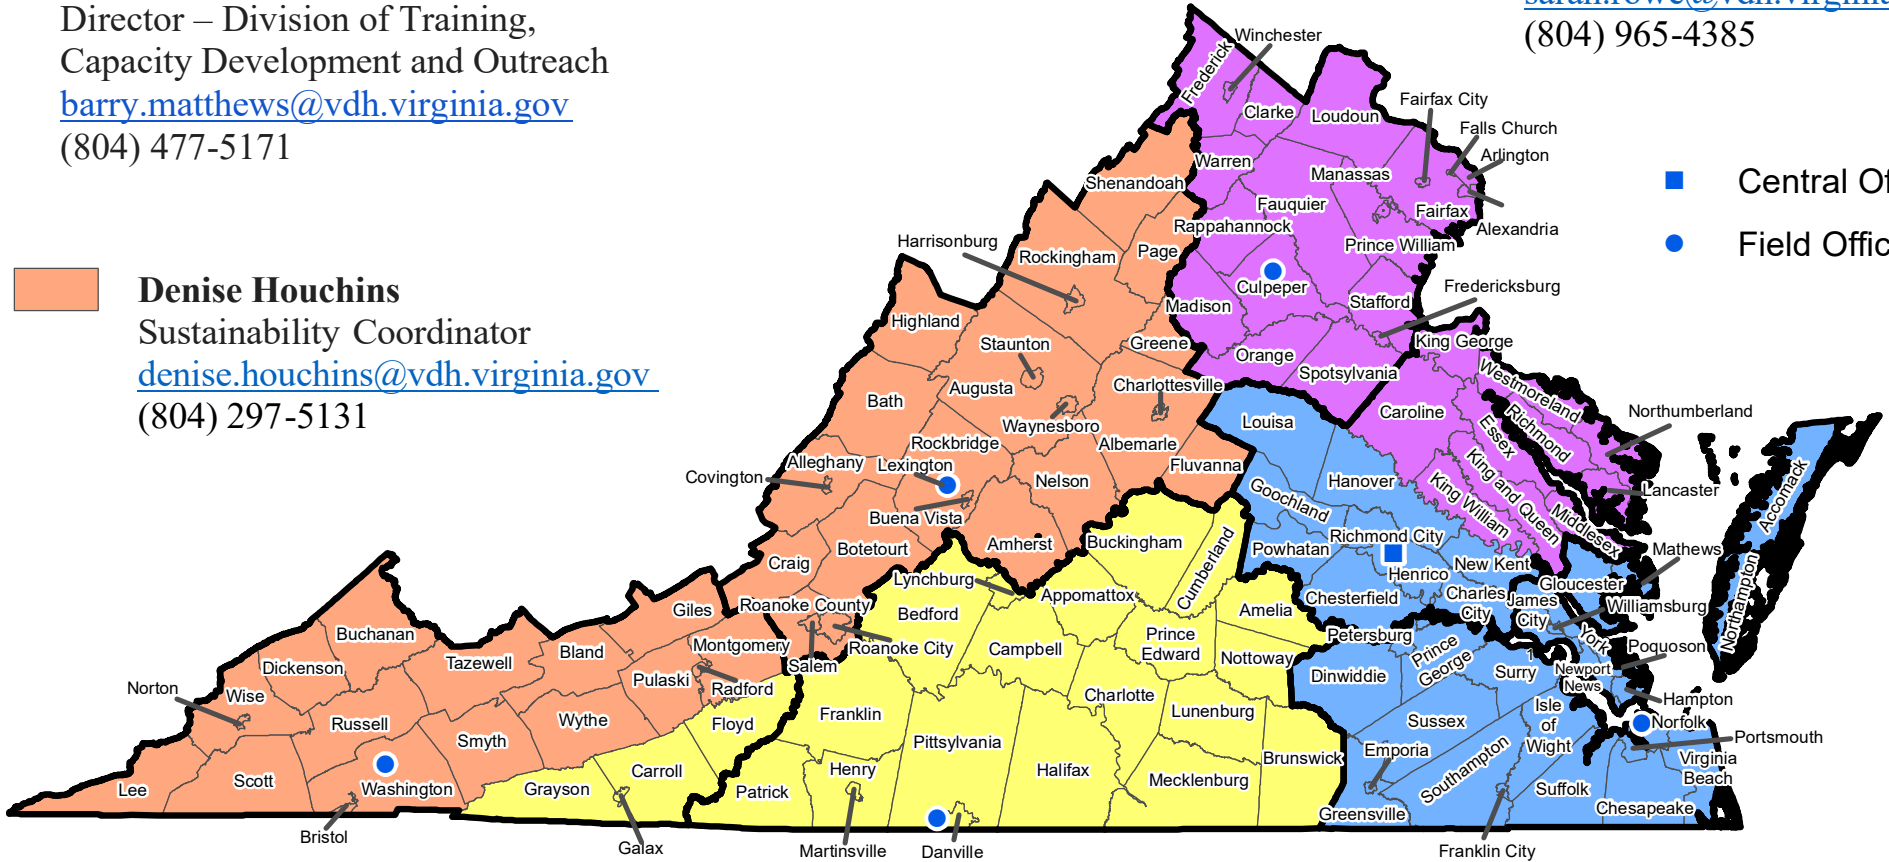 Director – Division of Training,
Capacity Development and Outreach
barry.matthews@vdh.virginia.gov
(804) 477-5171
(804) 965-4385
Central
Field
Denise Houchins
Sustainability Coordinator
denise.houchins@vdh.virginia.gov
(804) 297-5131
Winchester
Frederick
Clarke
Loudoun
Fairfax City
Falls Church
Arlington
Warren
Manassas
Shenandoah
Fauquier
Fairfax
Rappahannock
Alexandria
Prince William
Harrisonburg
Rockingham
Page
Culpeper
Fredericksburg
Madison
Stafford
Highland
Staunton
Greene
Orange
King George
Spotsylvania
Westmoreland
Augusta
Charlottesville
Bath
Caroline
Northumberland
Louisa
Waynesboro
Essex
Richmond
Rockbridge
Albemarle
Alleghany
Lexington
Fluvanna
Covington
Nelson
Hanover
King and Queen
Lancaster
Goochland
King William
Accomack
Buena Vista
Middlesex
Richmond City
Amherst
Buckingham
Botetourt
Powhatan
Mathews
Craig
Cumberland
New Kent
Henrico
Lynchburg
Gloucester
Appomattox
Chesterfield
Charles
City
James
City
Williamsburg
Giles
Roanoke County
Bedford
Amelia
Northampton
Buchanan
Montgomery
Roanoke City
Prince
Edward
Petersburg
York
Poquoson
Bland
Campbell
Nottoway
Prince
George
Tazewell
Dickenson
Salem
Newport
News
Surry
Dinwiddie
Pulaski
Radford
Norton
Wise
Charlotte
Hampton
Russell
Wythe
Floyd
Franklin
Lunenburg
Sussex
Isle
of
Wight
Norfolk
Smyth
Pittsylvania
Portsmouth
Emporia
Brunswick
Virginia
Beach
Carroll
Henry
Halifax
Mecklenburg
Southampton
Scott
Washington
Lee
Grayson
Patrick
Suffolk
Chesapeake
Greensville
Bristol
Galax
Martinsville
Danville
Franklin City